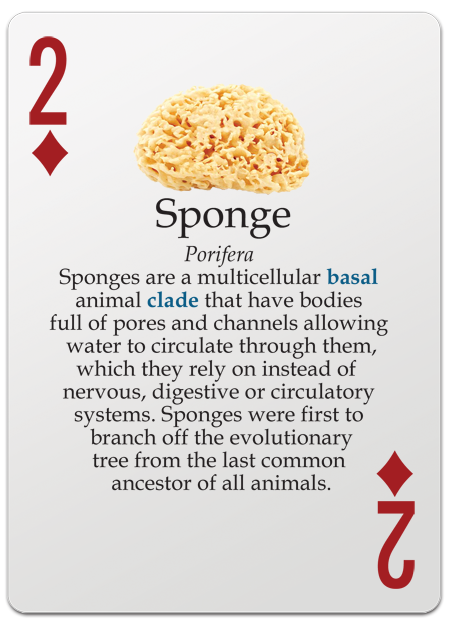 2
Sponge
Porifera
Sponges are a multicellular basal
animal clade that have bodies
full of pores and channels allowing
water to circulate through them,
which they rely on instead of
nervous, digestive or circulatory
systems. Sponges were first to
branch off the evolutionary
tree from the last common
ancestor of all animals.
2